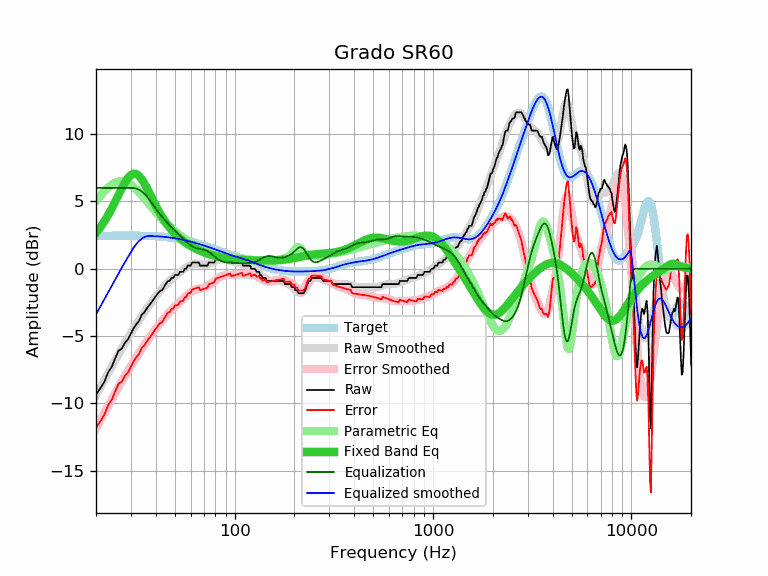 Grado SR60
Amplitude (dBr)
10
5
0
−5
−10
−15
100
1000
10000
Frequency (Hz)
Target
Raw Smoothed
Error Smoothed
Raw
Error
Parametric Eq
Fixed Band Eq
Equalization
Equalized smoothed